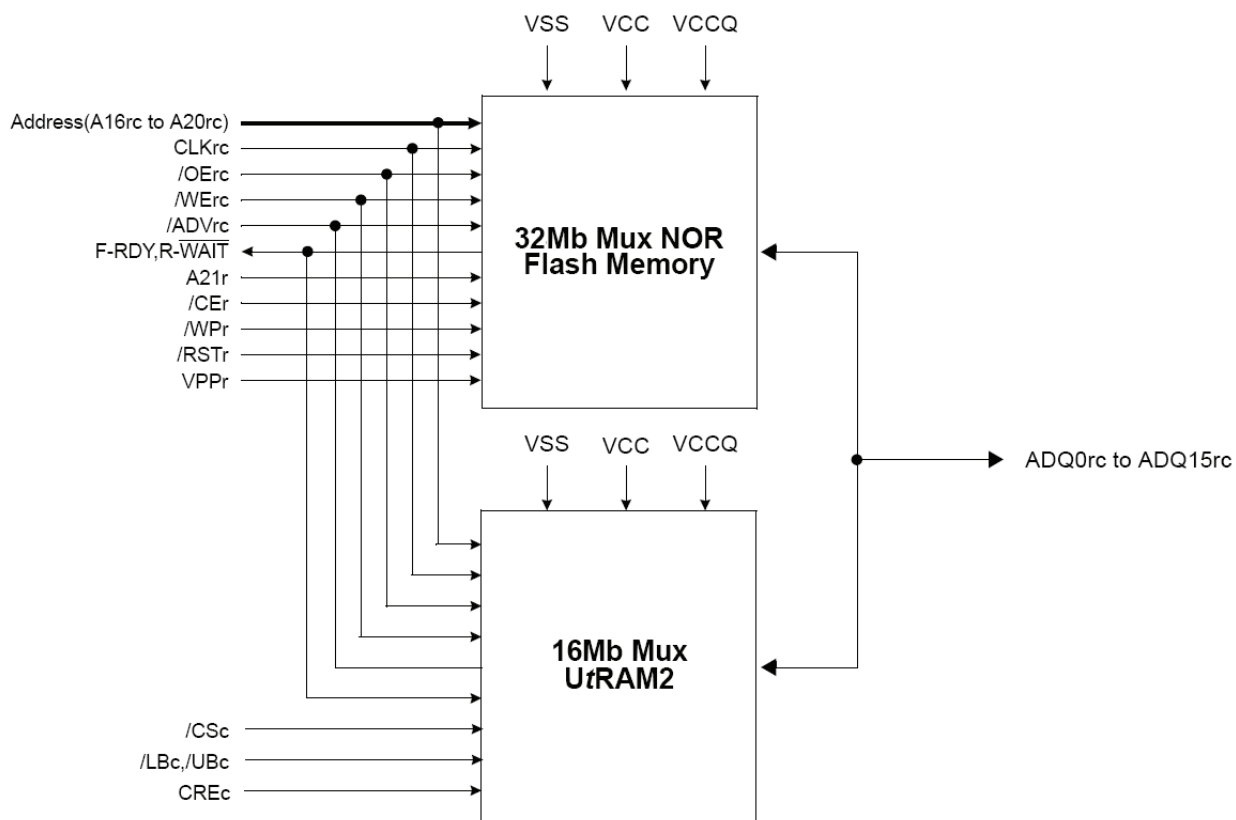 VSS VCC VCCQ
Address(A16rc to A20rc)
CLKrc
/OErc
/WErc
/ADVrc
F-RDY,R-W̅A̅I̅T̅
A21r
/CEr
/WPr
/RSTr
VPPr
32Mb Mux NOR
Flash Memory
VSS VCC VCCQ
ADQ0rc to ADQ15rc
16Mb Mux
UtRAM2
/CSc
/LBc,/UBc
CREc